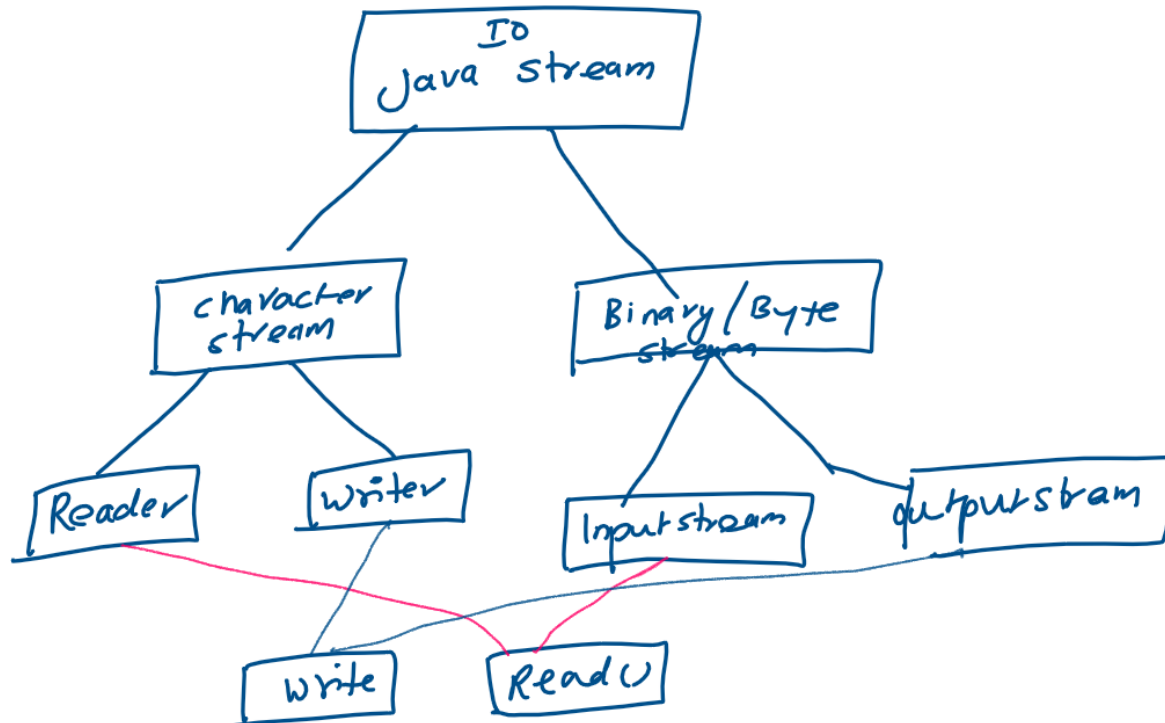 IO
Java stream
character
stream
Binary/Byte
stream
Reader
writer
Inputstream
outputstram
write
Read()